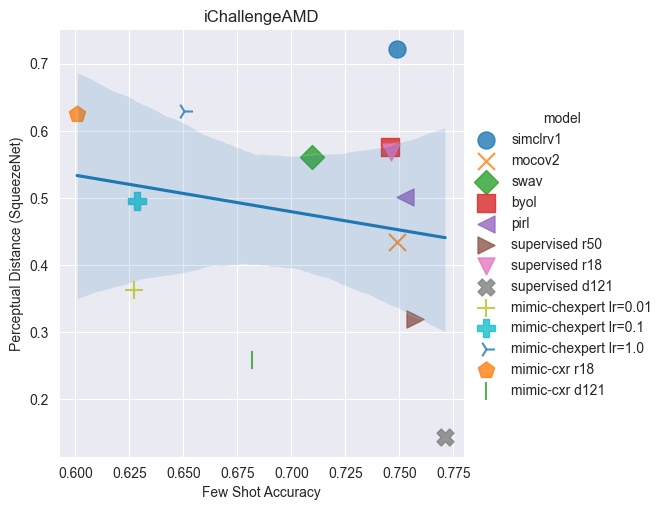 iChallengeAMD
Perceptual Distance (SqueezeNet)
0.7
0.6
0.5
0.4
0.3
0.2
0.600 0.625 0.650 0.675 0.700 0.725 0.750 0.775
Few Shot Accuracy
model
simclrv1
mocov2
swav
byol
pirl
supervised r50
supervised r18
supervised d121
mimic-chexpert lr=0.01
mimic-chexpert lr=0.1
mimic-chexpert lr=1.0
mimic-cxr r18
mimic-cxr d121